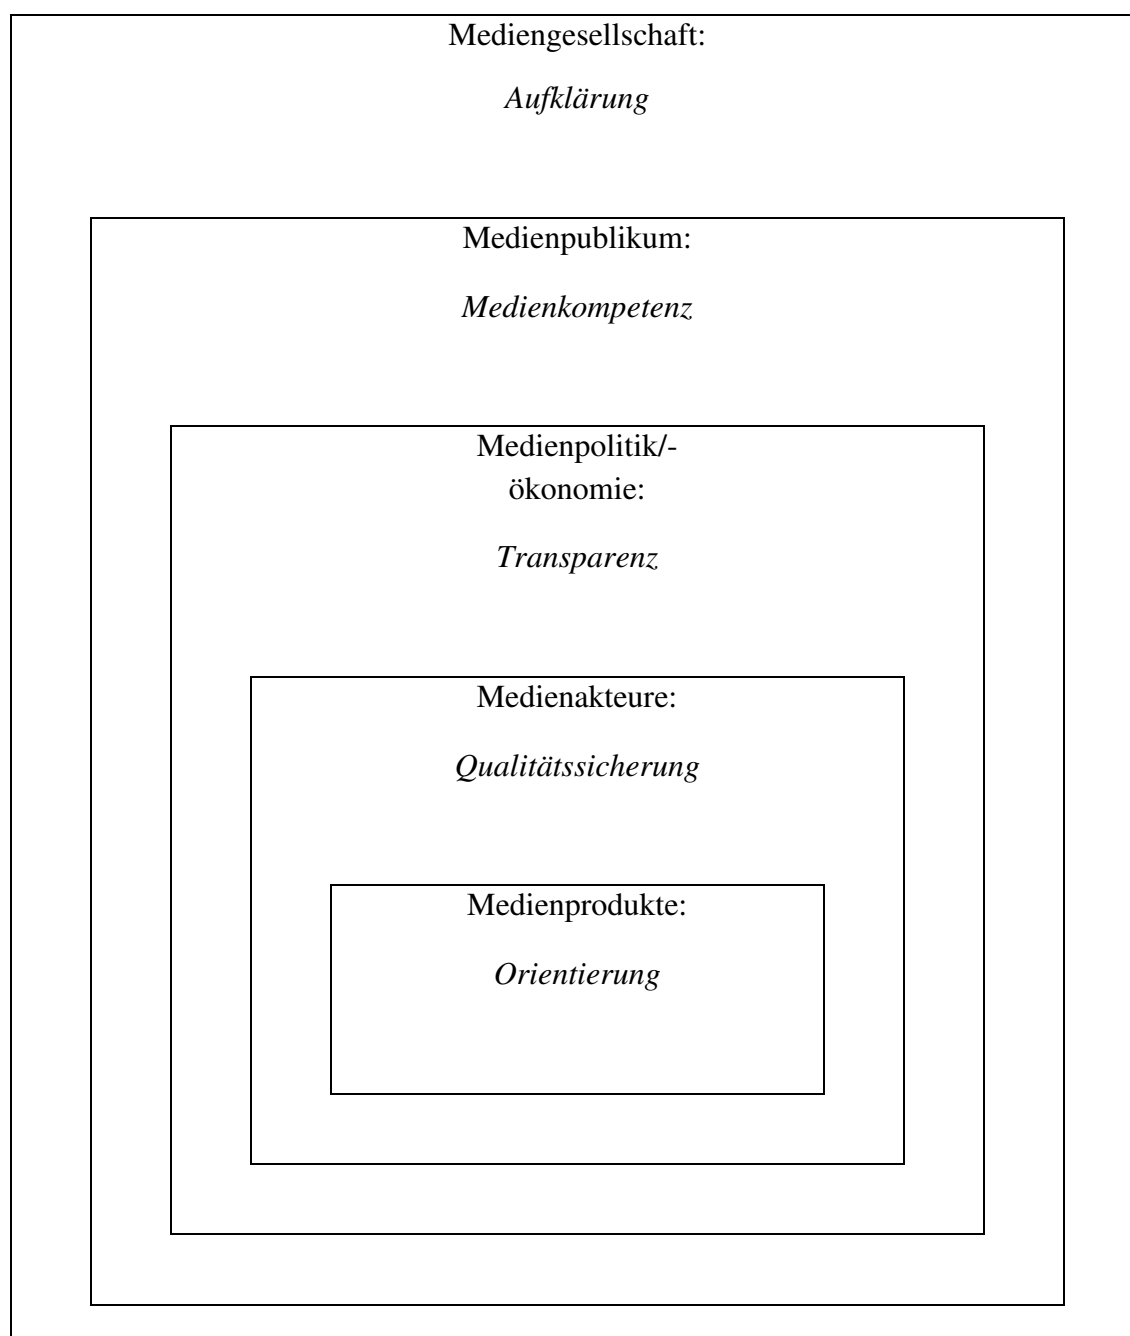 Mediengesellschaft:
Aufklärung
Medienpublikum:
Medienkompetenz
Medienpolitik/-
ökonomie:
Transparenz
Medienakteure:
Qualitätssicherung
Medienprodukte:
Orientierung